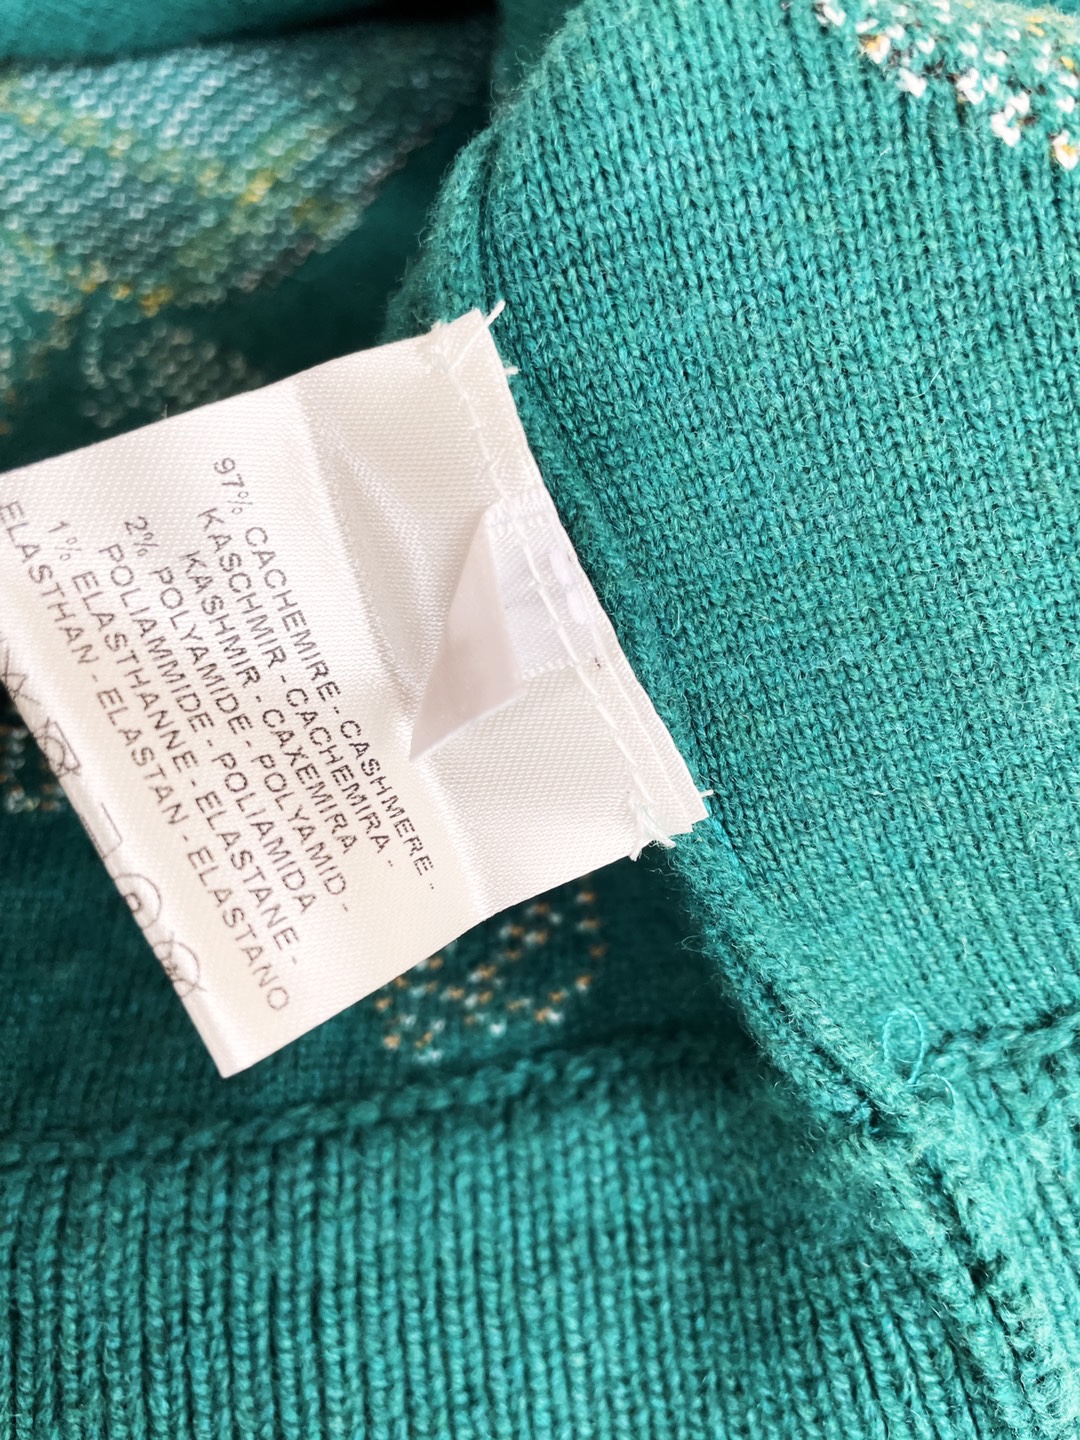 97% CACHEMIRE - CASHMERE -
KASCHMIR - CACHEMIRA -
KASHMIR - CAXEMIRA
2% POLYAMIDE - POLYAMID -
POLIAMMIDE - POLIAMIDA
1% ELASTHANNE - ELASTANE -
ELASTHAN - ELASTAN - ELASTANO